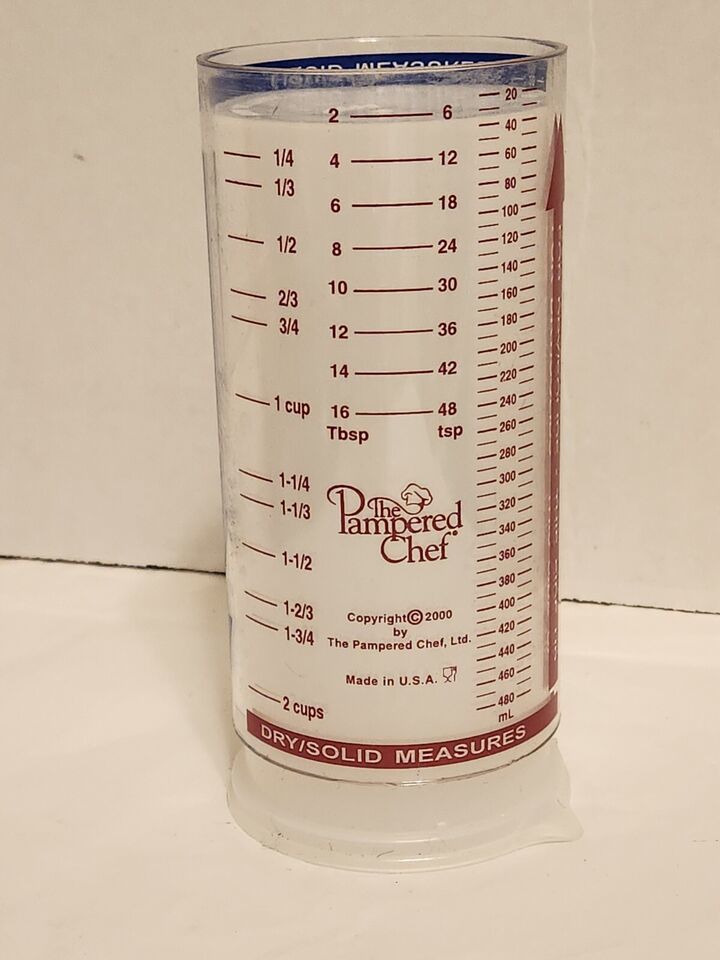 2 6
1/4 4 12
1/3
6 18
1/2 8 24
2/3 10 30
3/4 12 36
14 42
1 cup 16 48
Tbsp tsp
1-1/4
1-1/3
1-1/2
1-2/3
1-3/4
2 cups
20
40
60
80
100
120
140
160
180
200
220
240
260
280
300
320
340
360
380
400
420
440
460
480
mL
The
Pampered
Chef
Copyright© 2000
by
The Pampered Chef, Ltd.
Made in U.S.A.
DRY/SOLID MEASURES